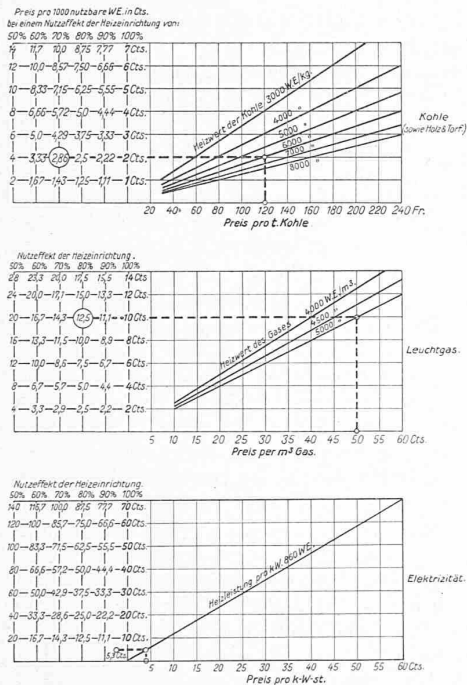 Preis pro 1000 nutzbare W.E. in Cts.
bei einem Nutzeffekt der Heizeinrichtung von:
50% 60% 70% 80% 90% 100%
14 11,7 10,0 8,75 7,77 7 Cts.
12 10,0 8,57 7,50 6,66 6 Cts.
10 8,33 7,15 6,25 5,55 5 Cts.
8 6,66 5,72 5,0 4,44 4 Cts.
6 5,0 4,29 3,75 3,33 3 Cts.
4 3,33 2,86 2,5 2,22 2 Cts.
2 1,67 1,43 1,25 1,11 1 Cts.
Heizwert der Kohle 3000 WE/kg.
4000 "
5000 "
6000 "
7000 "
8000 "
Kohle
(sowie Holz & Torf)
20 40 60 80 100 120 140 160 180 200 220 240 Fr.
Preis pro t. Kohle
Nutzeffekt der Heizeinrichtung.
50% 60% 70% 80% 90% 100%
28 23,3 20,0 17,5 15,5 14 Cts
24 20,0 17,1 15,0 13,3 12 Cts
20 16,7 14,3 12,5 11,1 10 Cts
16 13,3 11,5 10,0 8,9 8 Cts
12 10,0 8,6 7,5 6,7 6 Cts
8 6,7 5,7 5,0 4,4 4 Cts.
4 3,3 2,9 2,5 2,2 2 Cts.
Heizwert des Gases 4000 W.E/m3.
4500 "
5000 "
Leuchtgas.
5 10 15 20 25 30 35 40 45 50 55 60 Cts.
Preis per m³ Gas.
Nutzeffekt der Heizeinrichtung.
50% 60% 70% 80% 90% 100%
140 116,7 100,0 87,5 77,7 70 Cts.
120 100 85,7 75,0 66,6 60 Cts.
100 83,3 71,5 62,5 55,5 50 Cts.
80 66,6 57,2 50,0 44,4 40 Cts.
60 50,0 42,9 37,5 33,3 30 Cts.
40 33,3 28,6 25,0 22,2 20 Cts.
20 16,7 14,3 12,5 11,1 10 Cts.
Heizleistung pro kW. 860 WE.
Elektrizität.
5 10 15 20 25 30 35 40 45 50 55 60 Cts.
Preis pro k-W-st.